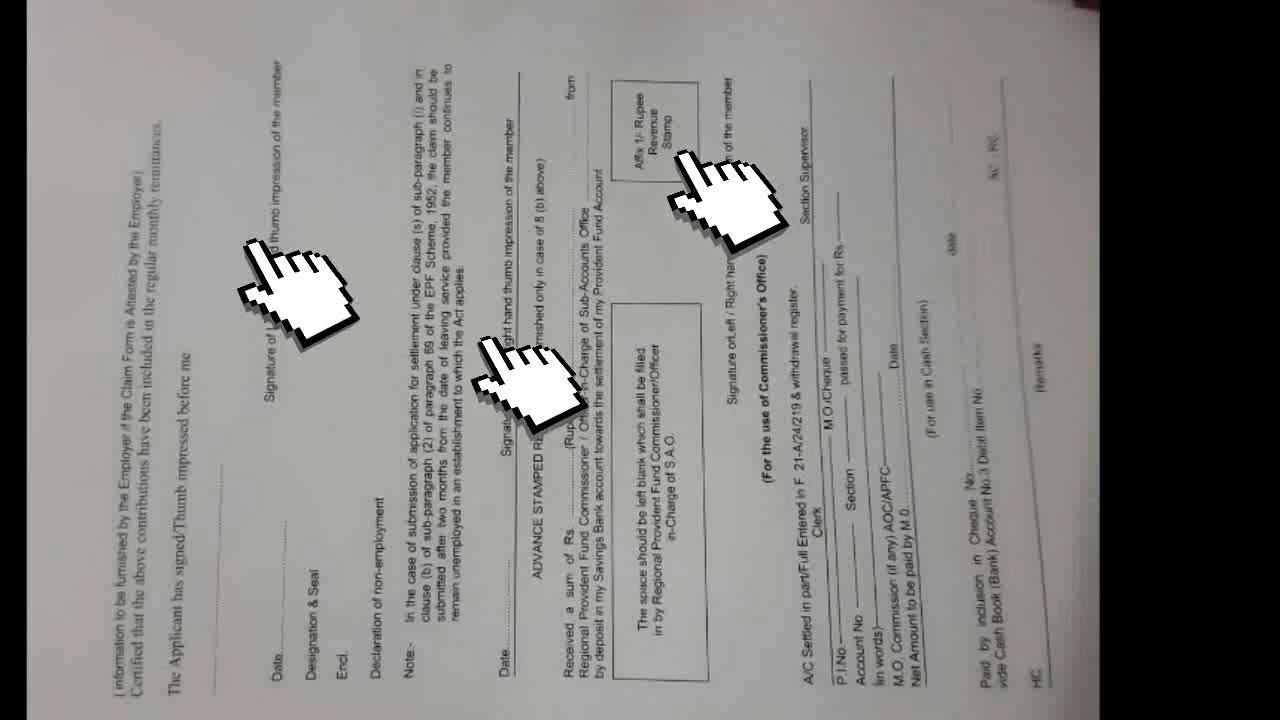 ( Information to be furnished by the Employer if the Claim Form is Attested by the Employer)
Certified that the above contributions have been included in the regular monthly remittances.
The Applicant has signed/Thumb impressed before me
Signature of thumb impression of the member
Date
Designation & Seal
Encl.
Declaration of non-employment
Note:- In the case of submission of application for settlement under clause (s) of sub-paragraph (i) and in
clause (b) of sub-paragraph (2) of paragraph 69 of the EPF Scheme, 1952, the claim should be
submitted after two months from the date of leaving service provided the member continues to
remain unemployed in an establishment to which the Act applies.
Date hand thumb impression of the member
ADVANCE STAMPED only in case of 8 (b) above)
Received a sum of Rs. from
Regional Provident Fund Commissioner / Charge of Sub-Accounts Office
by deposit in my Savings Bank account towards the settlement of my Provident Fund Account
Affix 1/- Rupee
Revenue
Stamp
The space should be left blank which shall be filled
in by Regional Provident Fund Commissioner/Officer
in-Charge of S.A.O.
Signature orLeft / Right of the member
(For the use of Commissioner's Office)
A/C Settled in part/Full Entered in F 21-A/24/219 & withdrawal register.
Clerk Section Supervisor
P.I.No M.O./Cheque
Account No Section passed for payment for Rs
(in words)
M.O. Commission (if any) AOC/APFC
Net Amount to be paid by M.0. Date
(For use in Cash Section)
Paid by inclusion in Cheque No. date
vide Cash Book (Bank) Account No.3 Debit Item No
HC
Remarks